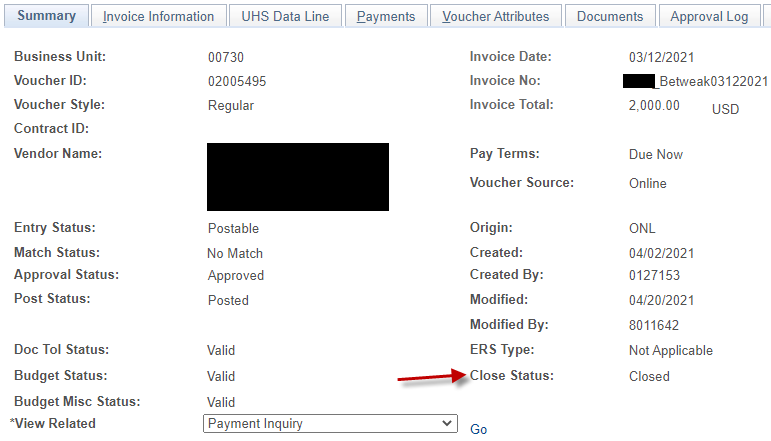 Summary Invoice Information UHS Data Line Payments Voucher Attributes Documents Approval Log
Business Unit: 00730 Invoice Date: 03/12/2021
Voucher ID: 02005495 Invoice No: _Betweak03122021
Voucher Style: Regular Invoice Total: 2,000.00 USD
Contract ID:
Vendor Name: Pay Terms: Due Now
Voucher Source: Online
Entry Status: Postable Origin: ONL
Match Status: No Match Created: 04/02/2021
Approval Status: Approved Created By: 0127153
Post Status: Posted Modified: 04/20/2021
Modified By: 8011642
Doc Tol Status: Valid ERS Type: Not Applicable
Budget Status: Valid Close Status: Closed
Budget Misc Status: Valid
*View Related Payment Inquiry Go